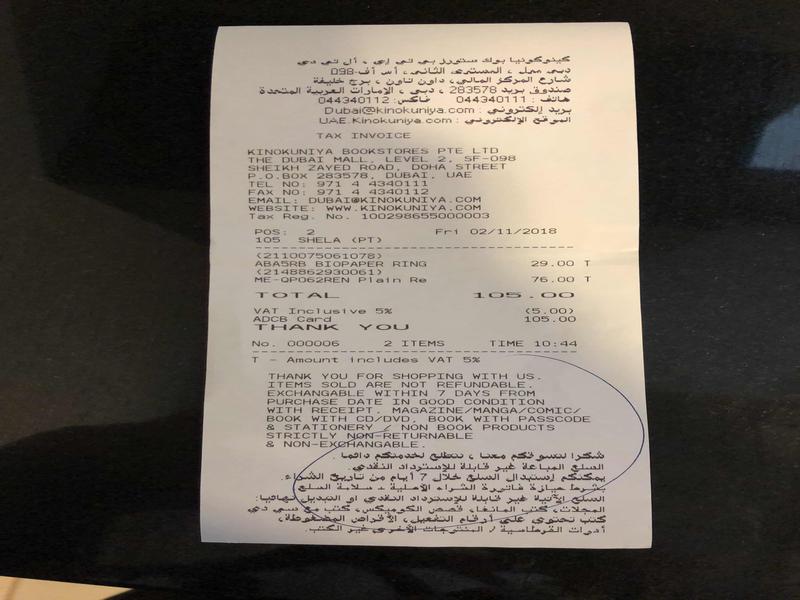 كينوكونيا بوك ستورز بي تي إي ، أل تي دي
دبي مول ، المستوى الثاني، أس أف-098
شارع المركز المالي، داون تاون ، برج خليفة
صندوق بريد 283578 ، دبي ، الإمارات العربية المتحدة
هاتف : 044340111 فاكس: 044340112
بريد إلكتروني : Dubai@kinokuniya.com
الموقع الإلكتروني : UAE.Kinokuniya.com
TAX INVOICE
KINOKUNIYA BOOKSTORES PTE LTD
THE DUBAI MALL, LEVEL 2, SF-098
SHEIKH ZAYED ROAD, DOHA STREET
P.O.BOX 283578, DUBAI, UAE
TEL NO: 971 4 4340111
FAX NO: 971 4 4340112
EMAIL: DUBAI@KINOKUNIYA.COM
WEBSITE: WWW.KINOKUNIYA.COM
Tax Reg. No. 100298655000003
POS: 2 Fri 02/11/2018
105 SHELA (PT)
(2110075061078)
ABA5RB BIOPAPER RING 29.00 T
(2148862930061)
ME-QP062REN Plain Re 76.00 T
TOTAL 105.00
VAT Inclusive 5% (5.00)
ADCB Card 105.00
THANK YOU
No. 000006 2 ITEMS TIME 10:44
T - Amount includes VAT 5%
THANK YOU FOR SHOPPING WITH US.
ITEMS SOLD ARE NOT REFUNDABLE.
EXCHANGABLE WITHIN 7 DAYS FROM
PURCHASE DATE IN GOOD CONDITION
WITH RECEIPT. MAGAZINE/MANGA/COMIC/
BOOK WITH CD/DVD, BOOK WITH PASSCODE
& STATIONERY / NON BOOK PRODUCTS
STRICTLY NON-RETURNABLE
& NON-EXCHANGABLE.
شكرا لتسوقكم معنا ، نتطلع لخدمتكم دائما .
السلع المباعة غير قابلة للإسترداد النقدي.
يمكنكم إستبدال السلع خلال 7 أيام من تاريخ الشراء
بشرط حيازة فاتورة الشراء الأصلية ، سلامة السلع
السلع الآتية غير قابلة للإسترداد النقدي او التبديل نهائيا:
المجلات، كتب المانغا، قصص الكوميكس، كتب مع سي دي
كتب تحتوي على أرقام التفعيل، الأقراص المضغوطة،
أدوات القرطاسية / المنتوجات الأخرى غير الكتب.